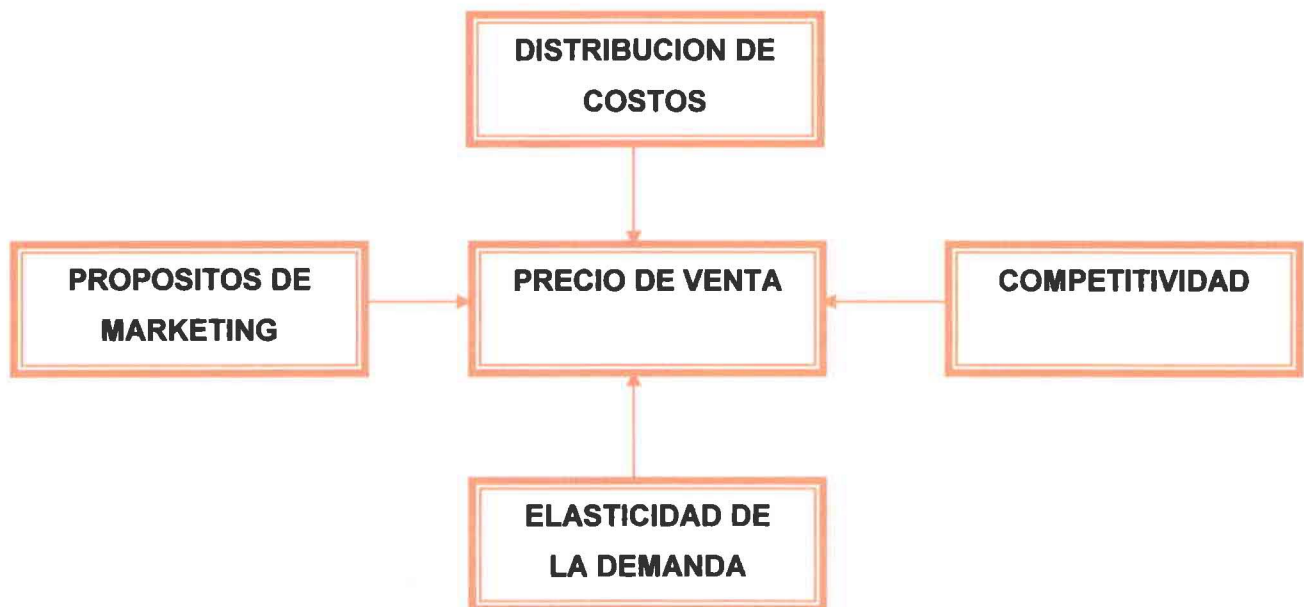 DISTRIBUCION DE
COSTOS
PROPOSITOS DE
MARKETING
PRECIO DE VENTA
COMPETITIVIDAD
ELASTICIDAD DE
LA DEMANDA